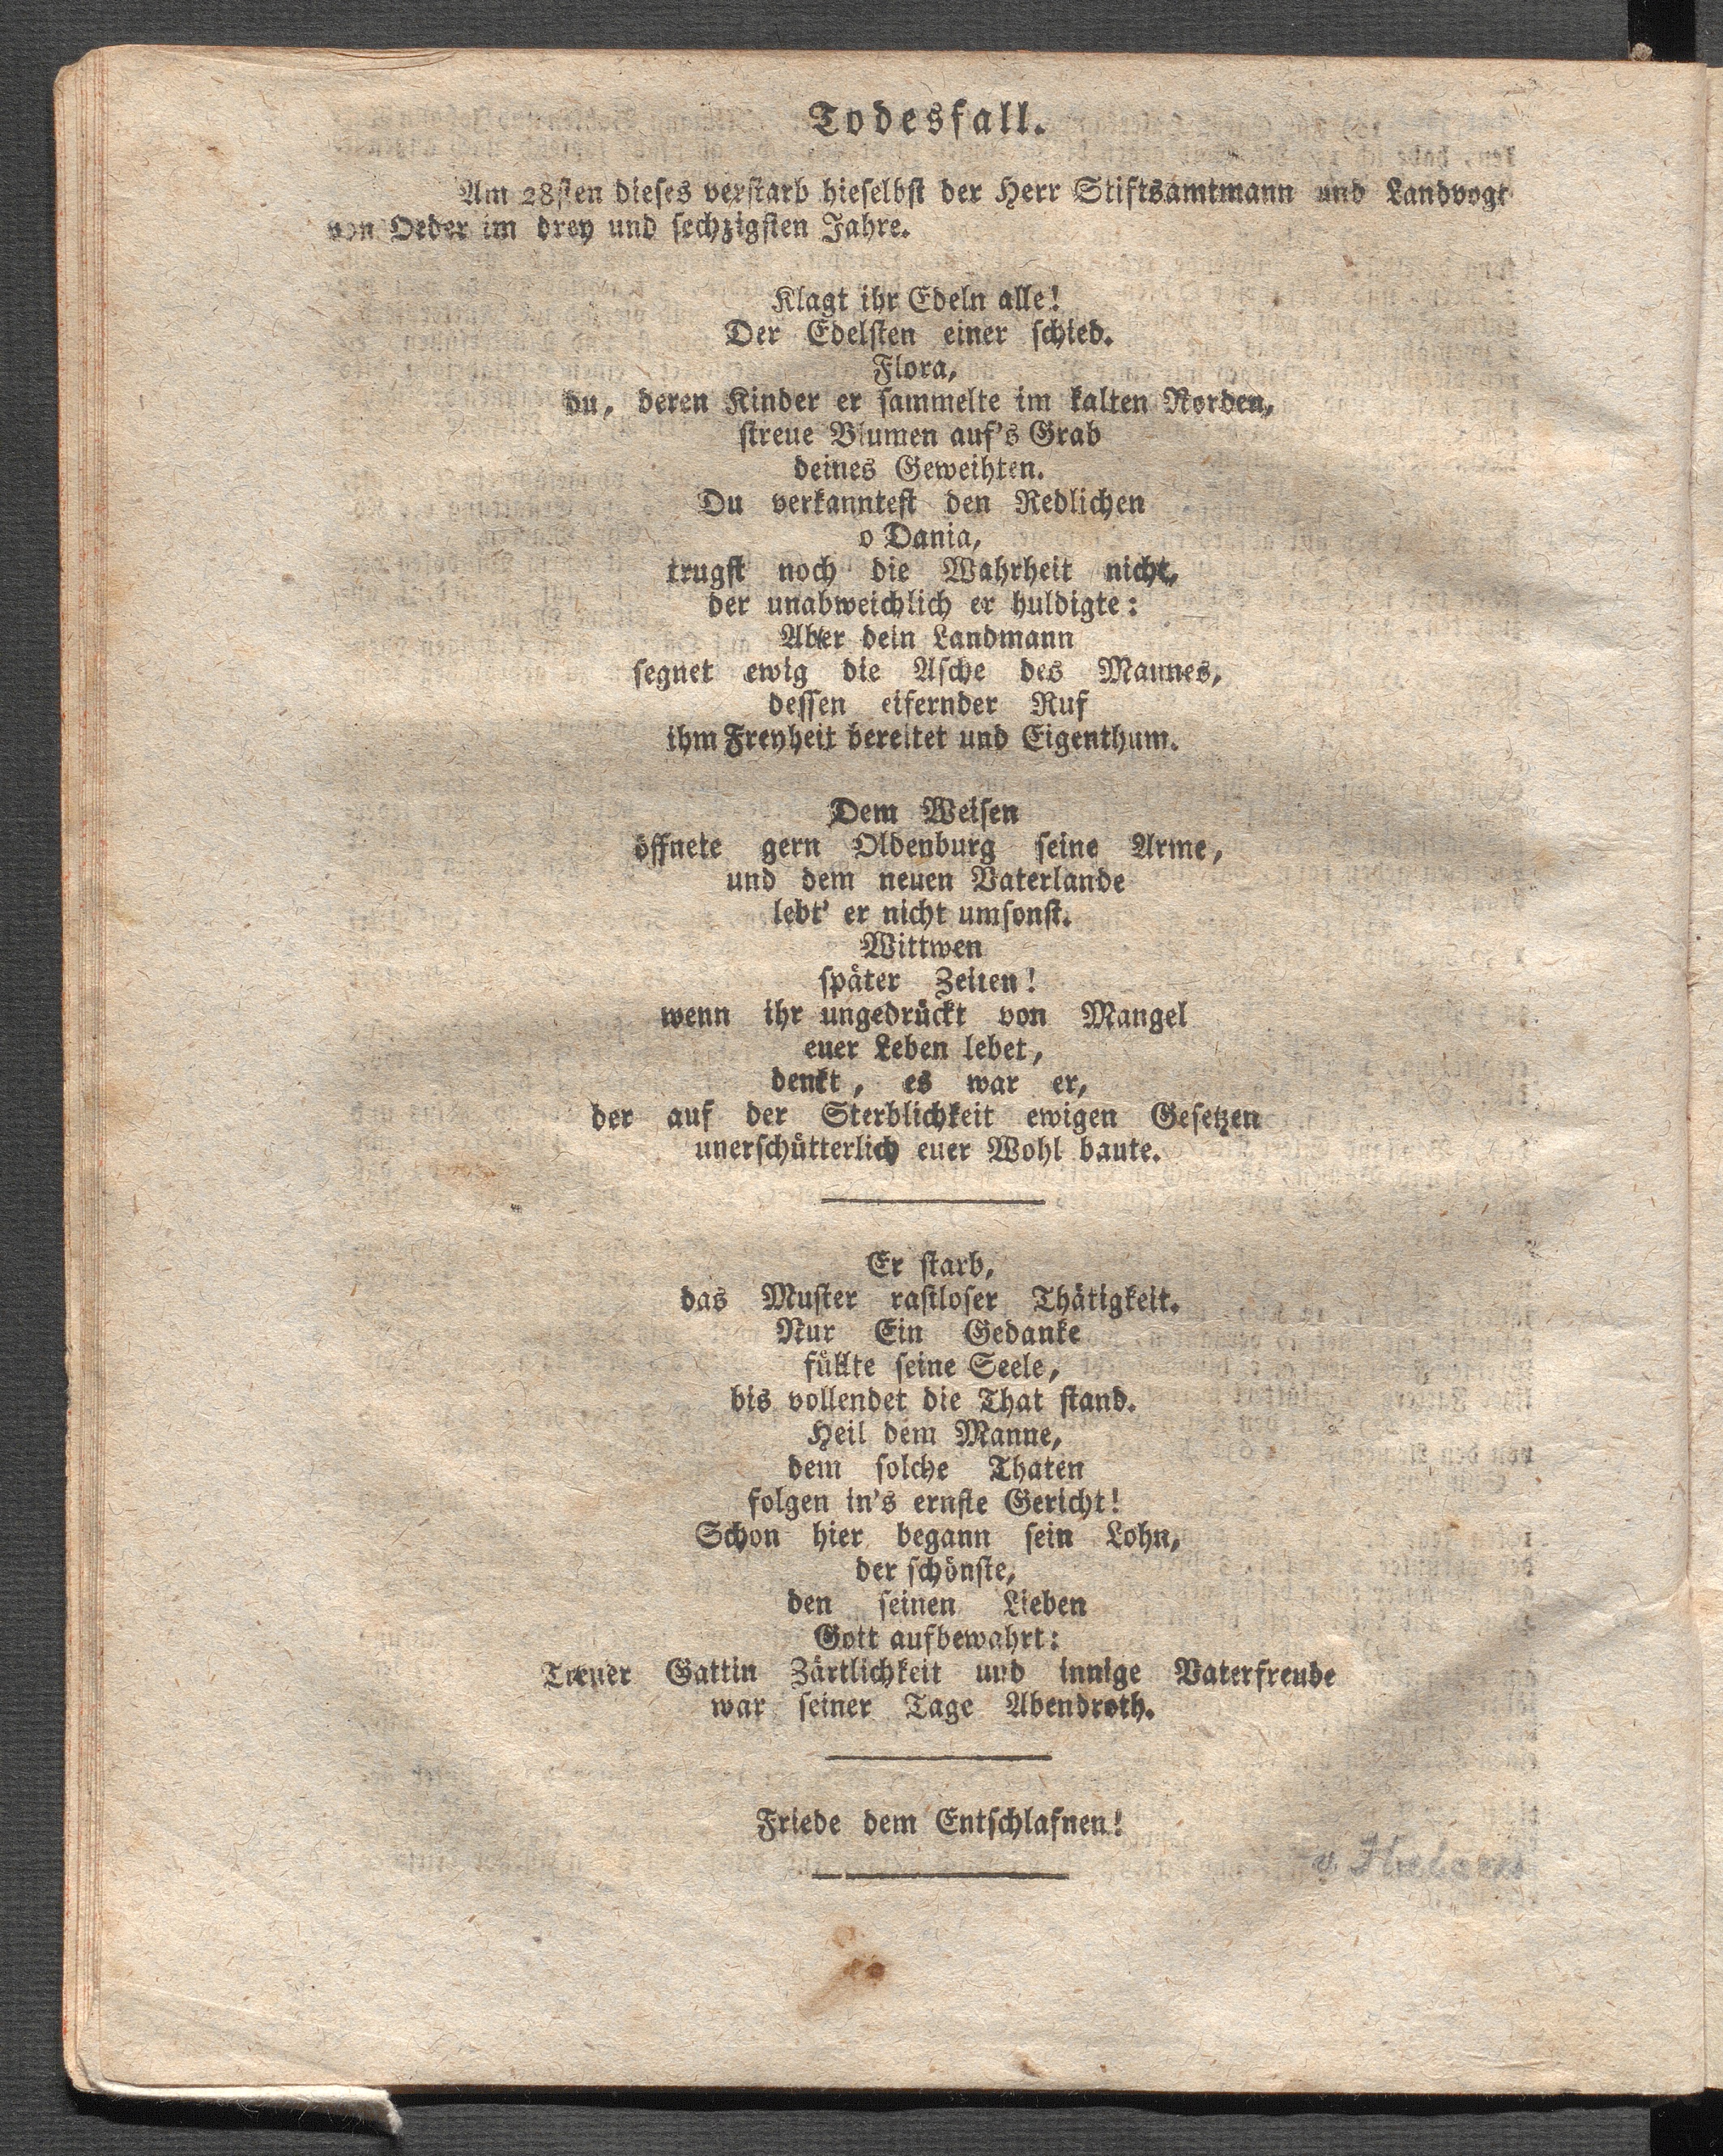 Todesfall.
Am 28sten dieses verstarb hieselbst der Herr Stiftsamtmann und Landvogt
von Oeder im drey und sechzigsten Jahre.
Klagt ihr Edeln alle!
Der Edelsten einer schied.
Flora,
du, deren Kinder er sammelte im kalten Norden,
streue Blumen auf's Grab
deines Geweihten.
Du verkanntest den Redlichen
o Dania,
trugst noch die Wahrheit nicht,
der unabweichlich er huldigte:
Aber dein Landmann
segnet ewig die Asche des Mannes,
dessen eifernder Ruf
ihm Freyheit bereitet und Eigenthum.
Dem Weisen
öffnete gern Oldenburg seine Arme,
und dem neuen Vaterlande
lebt' er nicht umsonst.
Wittwen
später Zeiten!
wenn ihr ungedrückt von Mangel
euer Leben lebet,
denkt, es war er,
der auf der Sterblichkeit ewigen Gesetzen
unerschütterlich euer Wohl baute.
Er starb,
das Muster rastloser Thätigkeit.
Nur Ein Gedanke
füllte seine Seele,
bis vollendet die That stand.
Heil dem Manne,
dem solche Thaten
folgen in's ernste Gericht!
Schon hier begann sein Lohn,
der schönste,
den seinen Lieben
Gott aufbewahrt:
Treuer Gattin Zärtlichkeit und innige Vaterfreude
war seiner Tage Abendroth.
Friede dem Entschlafnen!
v. Halem